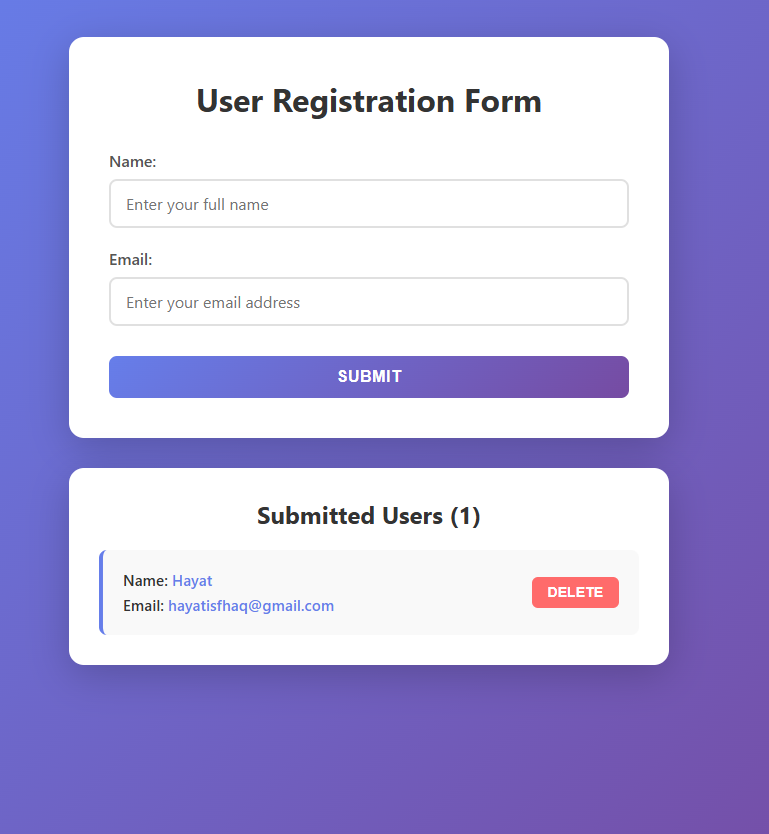 User Registration Form
Name:
Enter your full name
Email:
Enter your email address
SUBMIT
Submitted Users (1)
Name: Hayat
Email: hayatisfhaq@gmail.com
DELETE